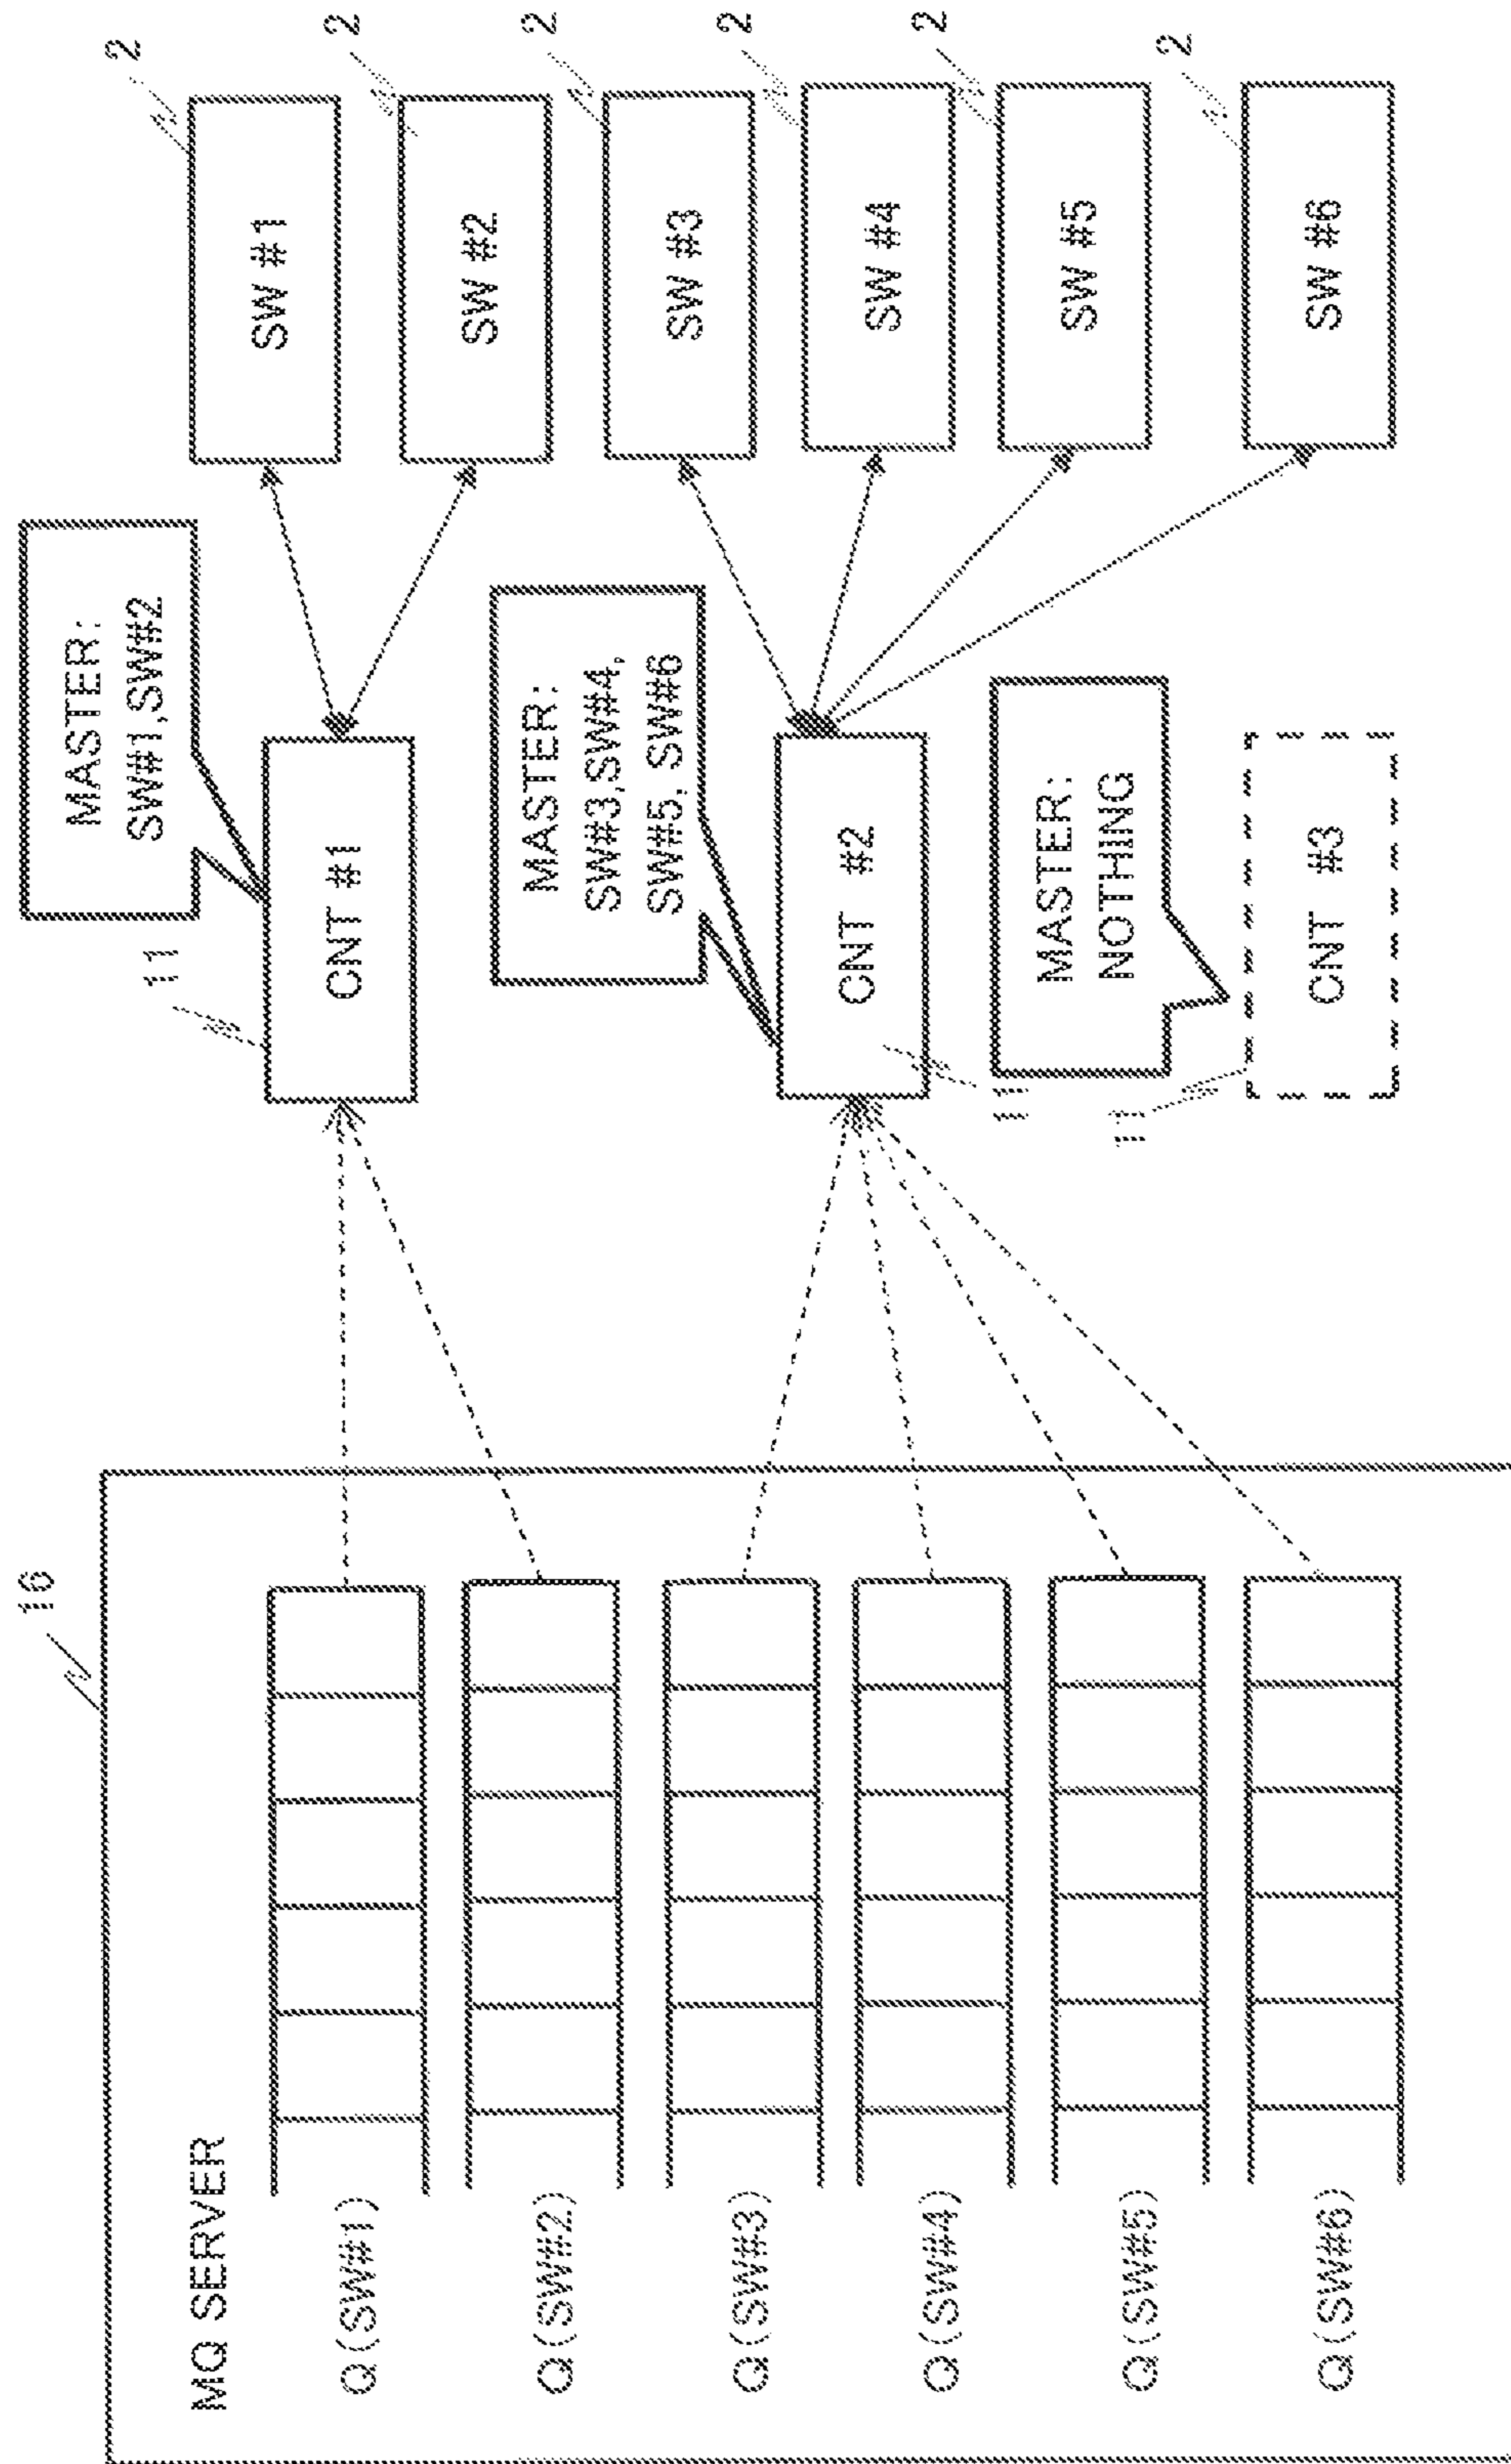 16
MQ SERVER
Q(SW#1)
Q(SW#2)
Q(SW#3)
Q(SW#4)
Q(SW#5)
Q(SW#6)
11
MASTER:
SW#1,SW#2
CNT #1
MASTER:
SW#3,SW#4,
SW#5, SW#6
CNT #2
11
MASTER:
NOTHING
11
CNT #3
2
SW #1
2
SW #2
2
SW #3
2
SW #4
2
SW #5
2
SW #6